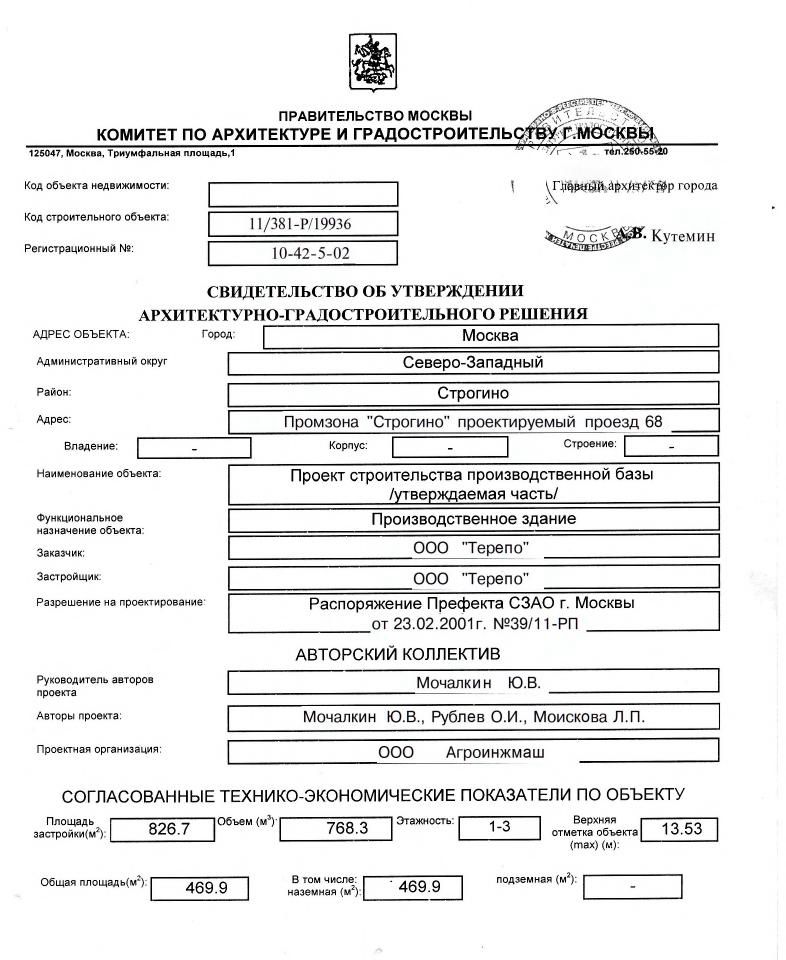 ПРАВИТЕЛЬСТВО МОСКВЫ
КОМИТЕТ ПО АРХИТЕКТУРЕ И ГРАДОСТРОИТЕЛЬСТВУ Г.МОСКВЫ
125047, Москва, Триумфальная площадь,1 тел.250-55-20
Код объекта недвижимости:
Главный архитектор города
Код строительного объекта: 11/381-Р/19936
МОСКВ
А.В. Кутемин
Регистрационный №: 10-42-5-02
СВИДЕТЕЛЬСТВО ОБ УТВЕРЖДЕНИИ
АРХИТЕКТУРНО-ГРАДОСТРОИТЕЛЬНОГО РЕШЕНИЯ
АДРЕС ОБЪЕКТА: Город: Москва
Административный округ Северо-Западный
Район: Строгино
Адрес: Промзона "Строгино" проектируемый проезд 68
Владение: - Корпус: - Строение: -
Наименование объекта: Проект строительства производственной базы
/утверждаемая часть/
Функциональное
назначение объекта: Производственное здание
Заказчик: ООО "Терепо"
Застройщик: ООО "Терепо"
Разрешение на проектирование: Распоряжение Префекта СЗАО г. Москвы
от 23.02.2001г. №39/11-РП
АВТОРСКИЙ КОЛЛЕКТИВ
Руководитель авторов
проекта Мочалкин Ю.В.
Авторы проекта: Мочалкин Ю.В., Рублев О.И., Моискова Л.П.
Проектная организация: ООО Агроинжмаш
СОГЛАСОВАННЫЕ ТЕХНИКО-ЭКОНОМИЧЕСКИЕ ПОКАЗАТЕЛИ ПО ОБЪЕКТУ
Площадь
застройки(м²): 826.7 Объем (м³): 768.3 Этажность: 1-3 Верхняя
отметка объекта
(max) (м): 13.53
Общая площадь(м²): 469.9 В том числе:
наземная (м²): 469.9 подземная (м²): -